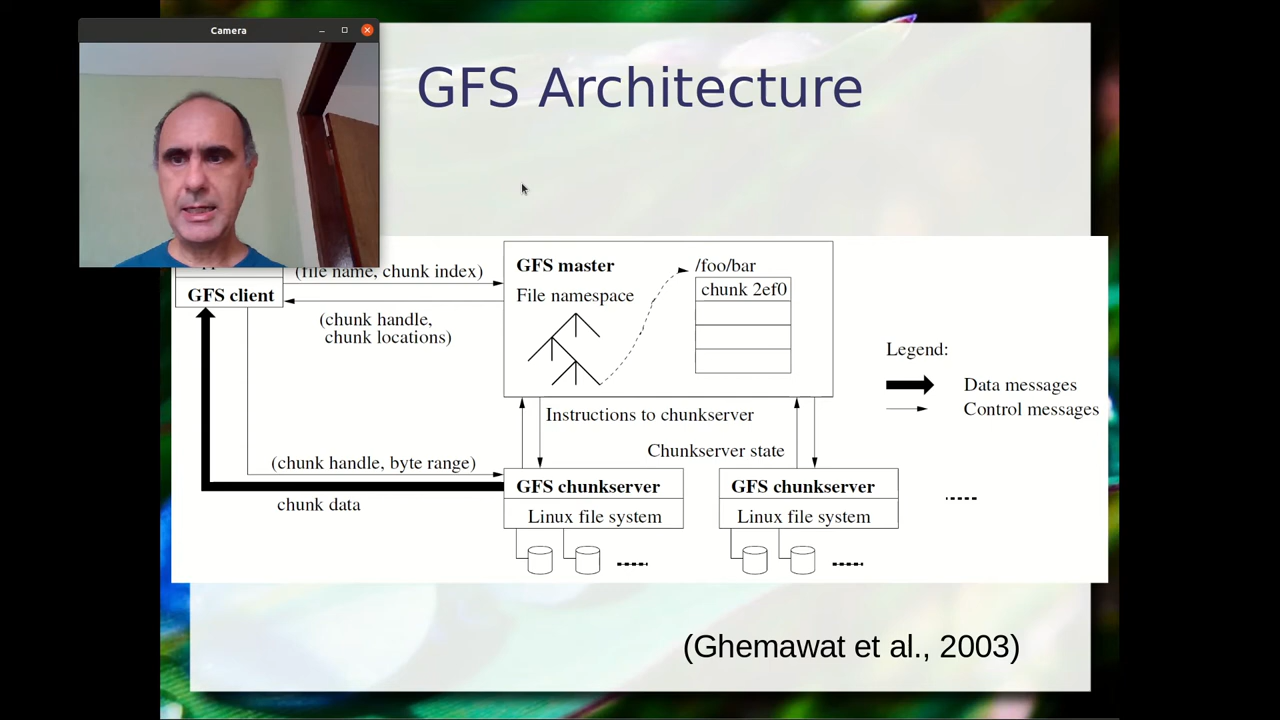 Camera
GFS Architecture
(file name, chunk index)
GFS client
(chunk handle,
chunk locations)
GFS master
File namespace
/foo/bar
chunk 2ef0
Legend:
Data messages
Control messages
Instructions to chunkserver
Chunkserver state
(chunk handle, byte range)
chunk data
GFS chunkserver
Linux file system
GFS chunkserver
Linux file system
(Ghemawat et al., 2003)